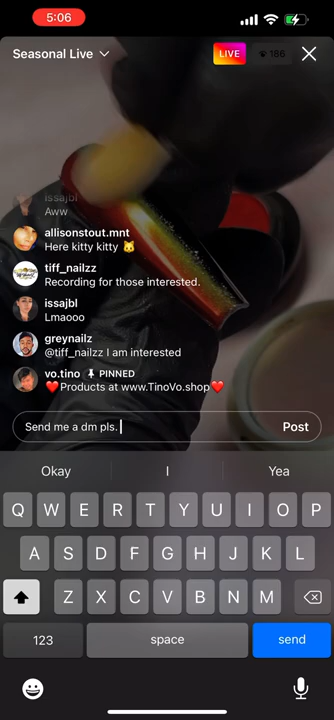 5:06
Seasonal Live
LIVE
186
issajbl
Aww
allisonstout.mnt
Here kitty kitty 🐱
tiff_nailzz
Recording for those interested.
issajbl
Lmaooo
greynailz
@tiff_nailzz I am interested
vo.tino PINNED
❤️Products at www.TinoVo.shop❤️
Send me a dm pls.
Post
Okay I Yea
Q W E R T Y U I O P
A S D F G H J K L
Z X C V B N M
123 space send